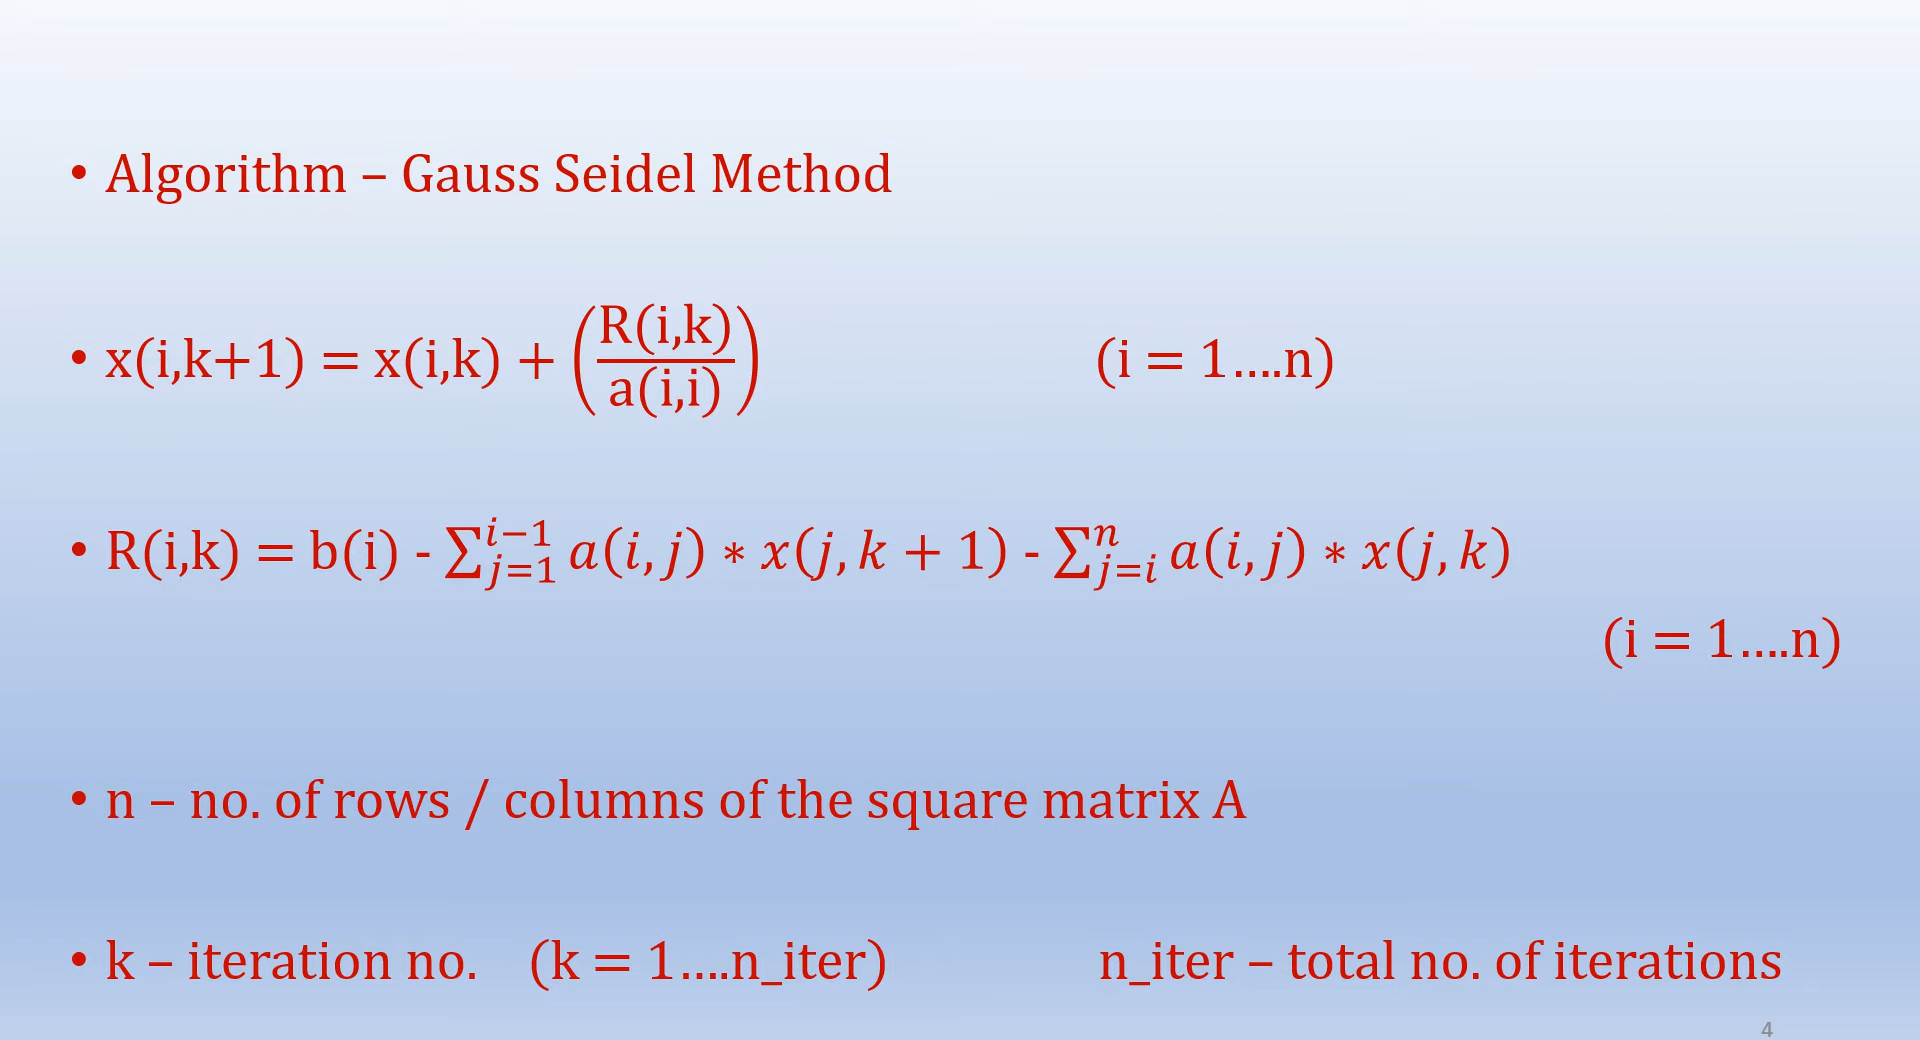 • Algorithm – Gauss Seidel Method
• x(i,k+1) = x(i,k) + (R(i,k)/a(i,i)) (i = 1....n)
• R(i,k) = b(i) - ∑_{j=1}^{i−1} a(i,j) ∗ x(j,k + 1) - ∑_{j=i}^{n} a(i,j) ∗ x(j,k)
(i = 1....n)
• n – no. of rows / columns of the square matrix A
• k – iteration no. (k = 1....n_iter) n_iter – total no. of iterations
4